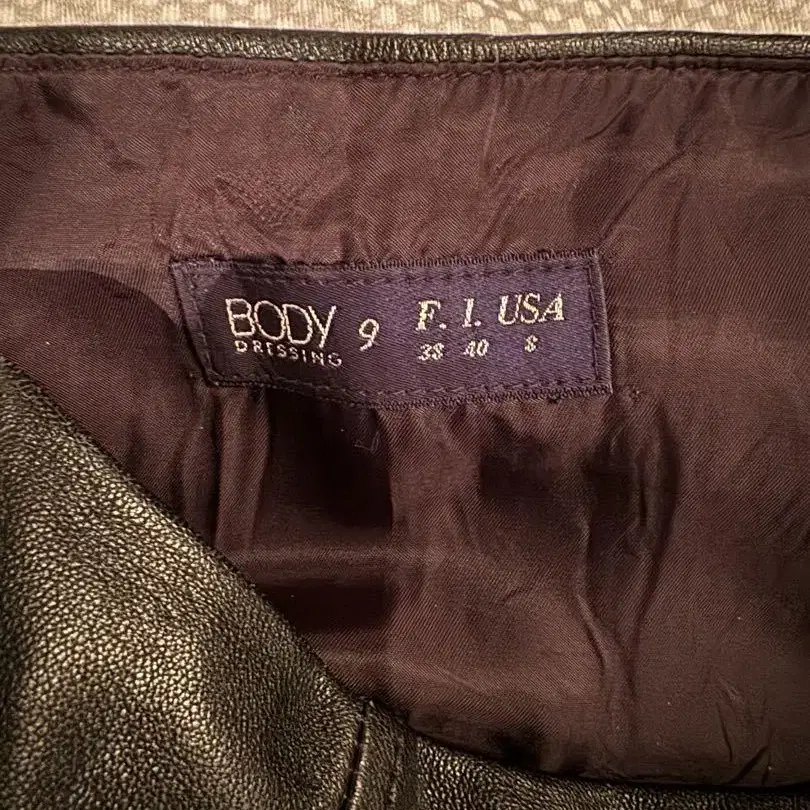 BODY 9 F. I. USA
DRESSING 38 40 8